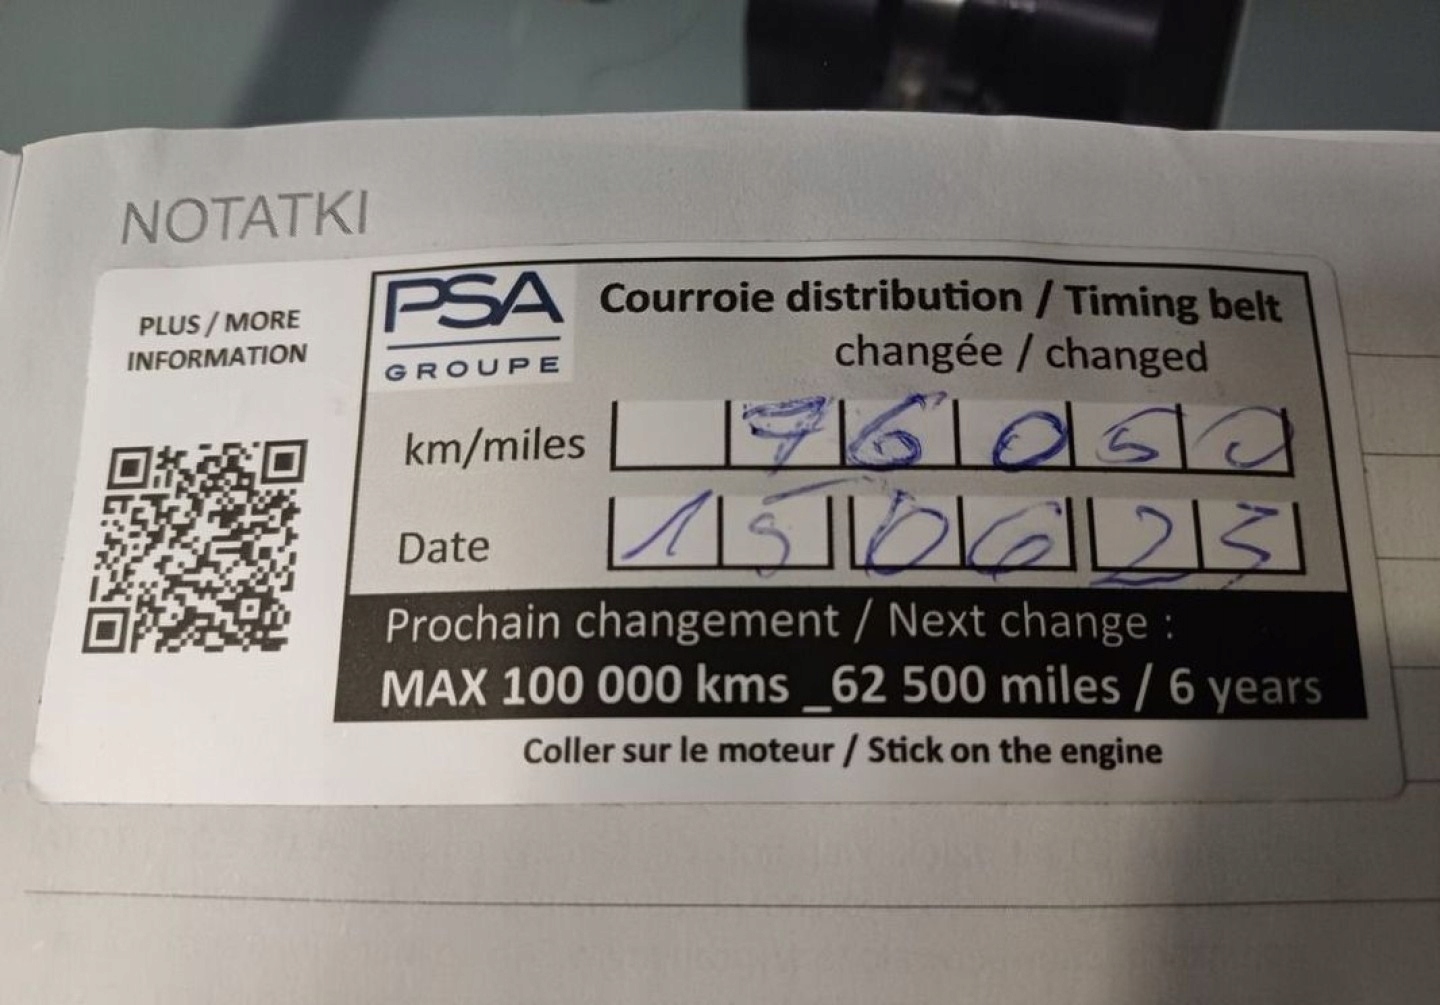 NOTATKI
PLUS / MORE
INFORMATION
PSA
GROUPE
Courroie distribution / Timing belt
changée / changed
km/miles 76050
Date 15 06 23
Prochain changement / Next change :
MAX 100 000 kms _62 500 miles / 6 years
Coller sur le moteur / Stick on the engine